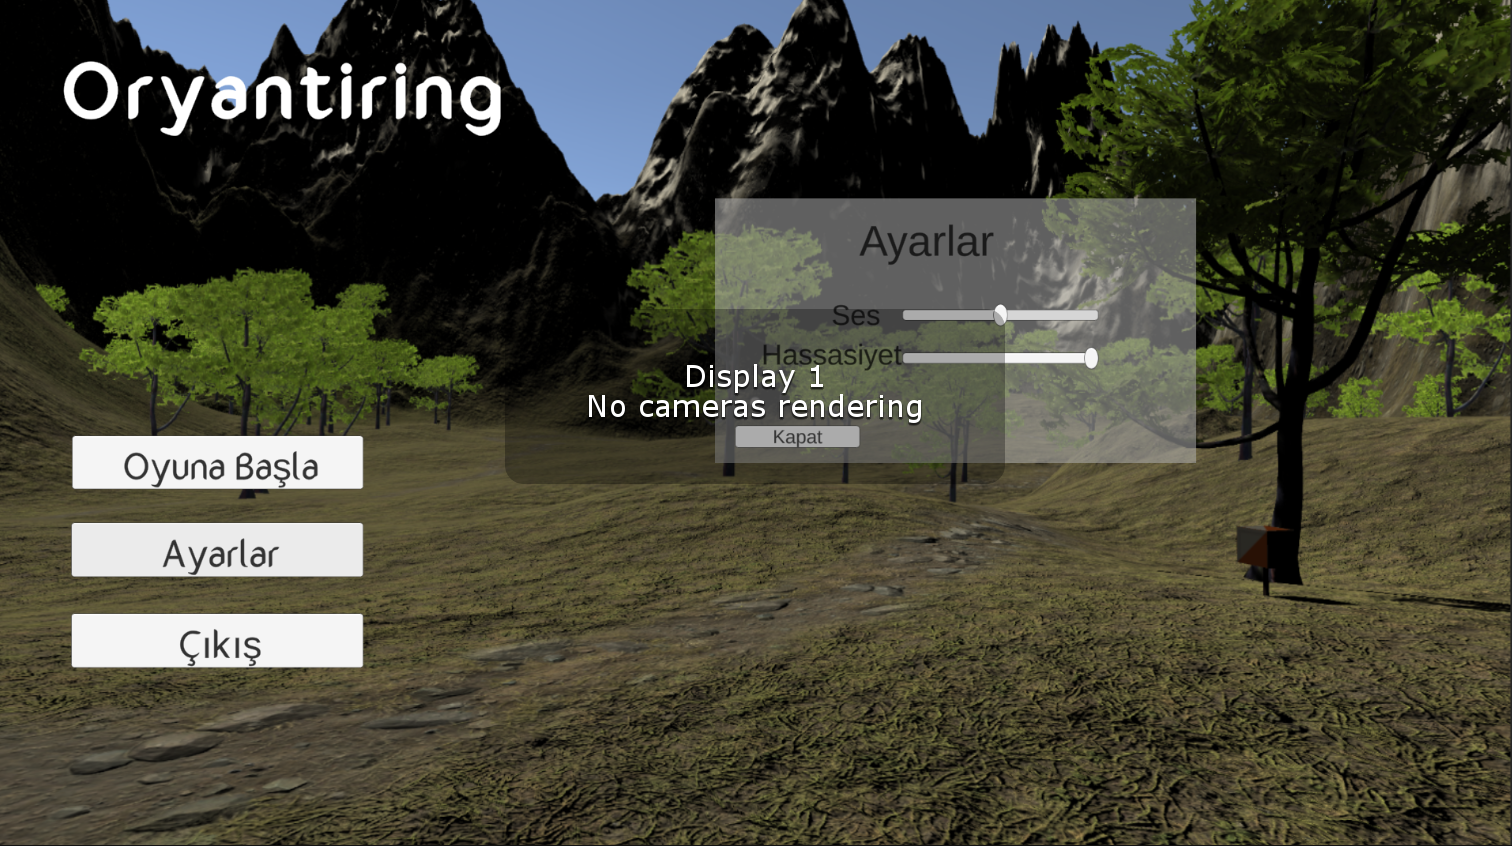 Oryantiring
Ayarlar
Ses
Hassasiyet
Display 1
No cameras rendering
Kapat
Oyuna Başla
Ayarlar
Çıkış